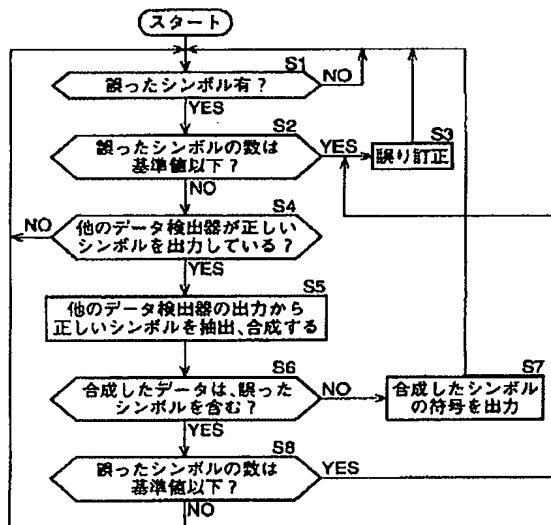 スタート
S1
誤ったシンボル有?
NO
YES
S2
誤ったシンボルの数は
基準値以下?
YES
S3
誤り訂正
NO
S4
NO
他のデータ検出器が正しい
シンボルを出力している?
YES
S5
他のデータ検出器の出力から
正しいシンボルを抽出、合成する
S6
合成したデータは、誤った
シンボルを含む?
NO
S7
合成したシンボル
の符号を出力
YES
S8
誤ったシンボルの数は
基準値以下?
YES
NO